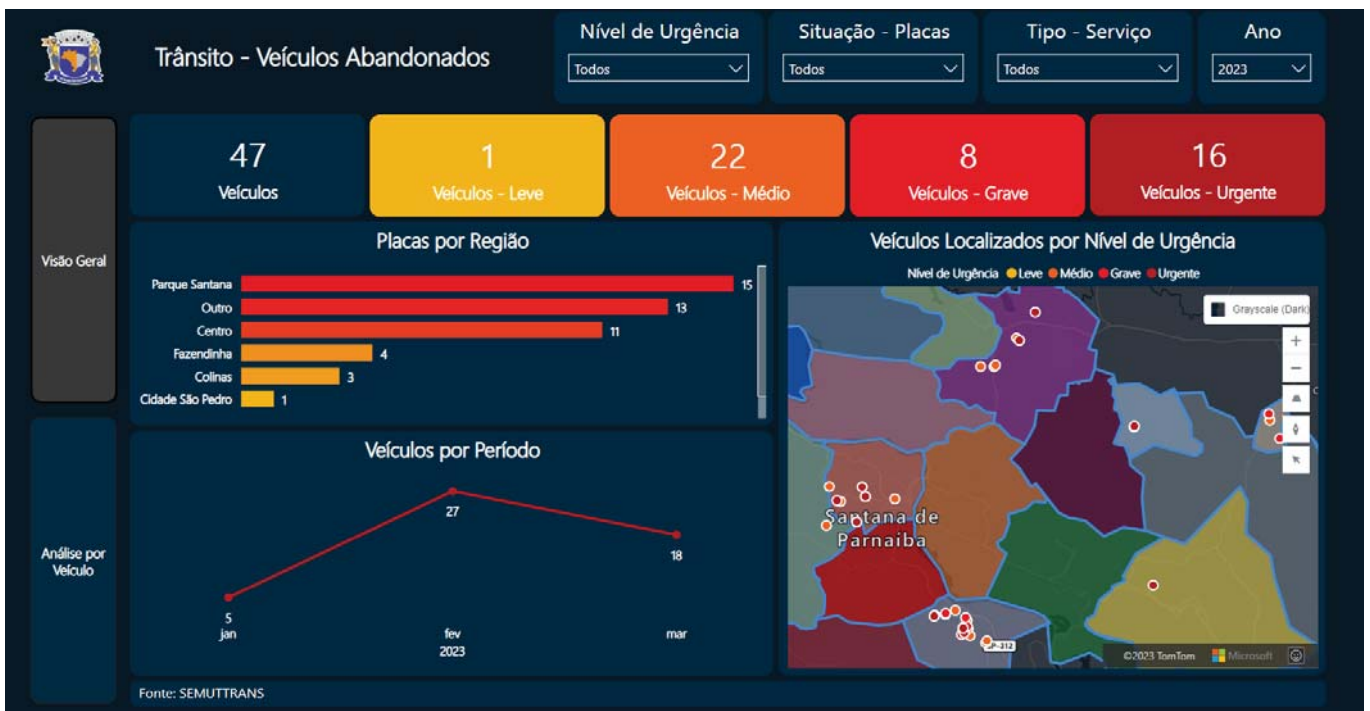 Trânsito - Veículos Abandonados
Nível de Urgência
Todos
Situação - Placas
Todos
Tipo - Serviço
Todos
Ano
2023
Visão Geral
Análise por
Veículo
47
Veículos
1
Veículos - Leve
22
Veículos - Médio
8
Veículos - Grave
16
Veículos - Urgente
Placas por Região
Parque Santana 15
Outro 13
Centro 11
Fazendinha 4
Colinas 3
Cidade São Pedro 1
Veículos por Período
5
27
18
jan
fev
mar
2023
Veículos Localizados por Nível de Urgência
Nível de Urgência Leve Médio Grave Urgente
Grayscale (Dark)
+
−
Santana de
Parnaiba
©2023 TomTom Microsoft
Fonte: SEMUTTRANS